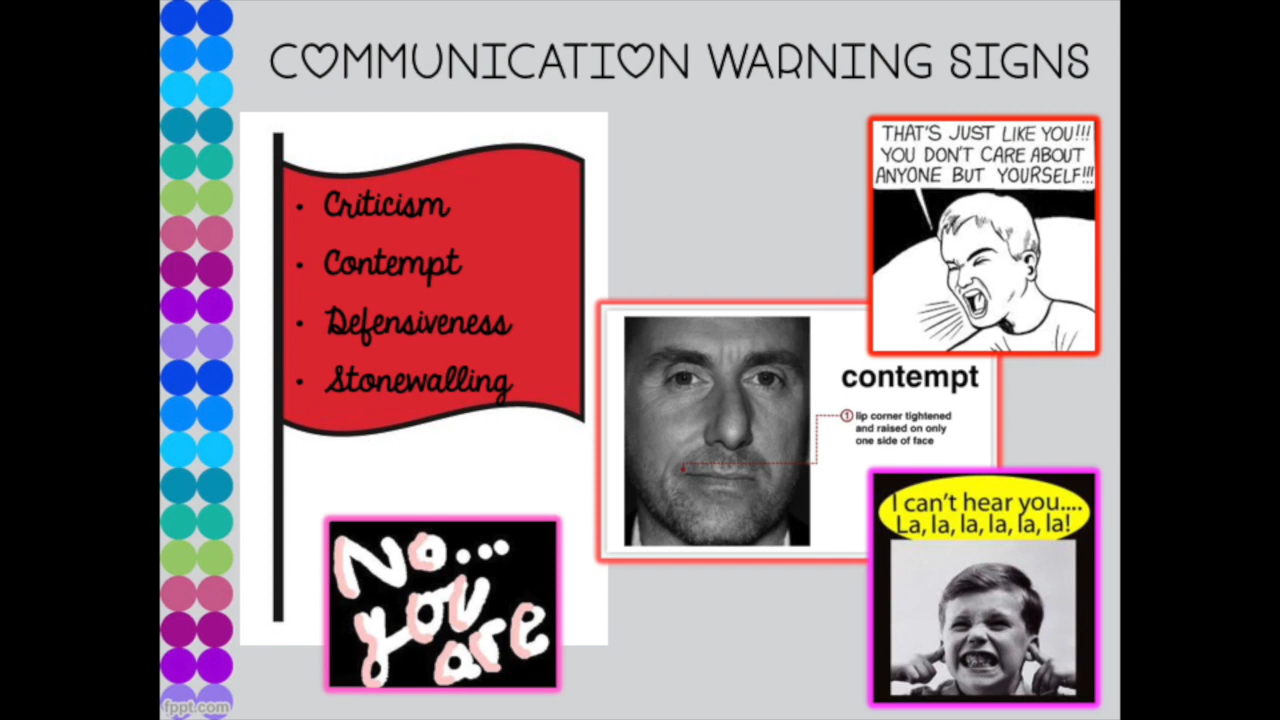 COMMUNICATION WARNING SIGNS
• Criticism
• Contempt
• Defensiveness
• Stonewalling
THAT'S JUST LIKE YOU!!!
YOU DON'T CARE ABOUT
ANYONE BUT YOURSELF!!!
contempt
1 lip corner tightened
and raised on only
one side of face
No...
you
are
I can't hear you....
La, la, la, la, la, la!
fppt.com